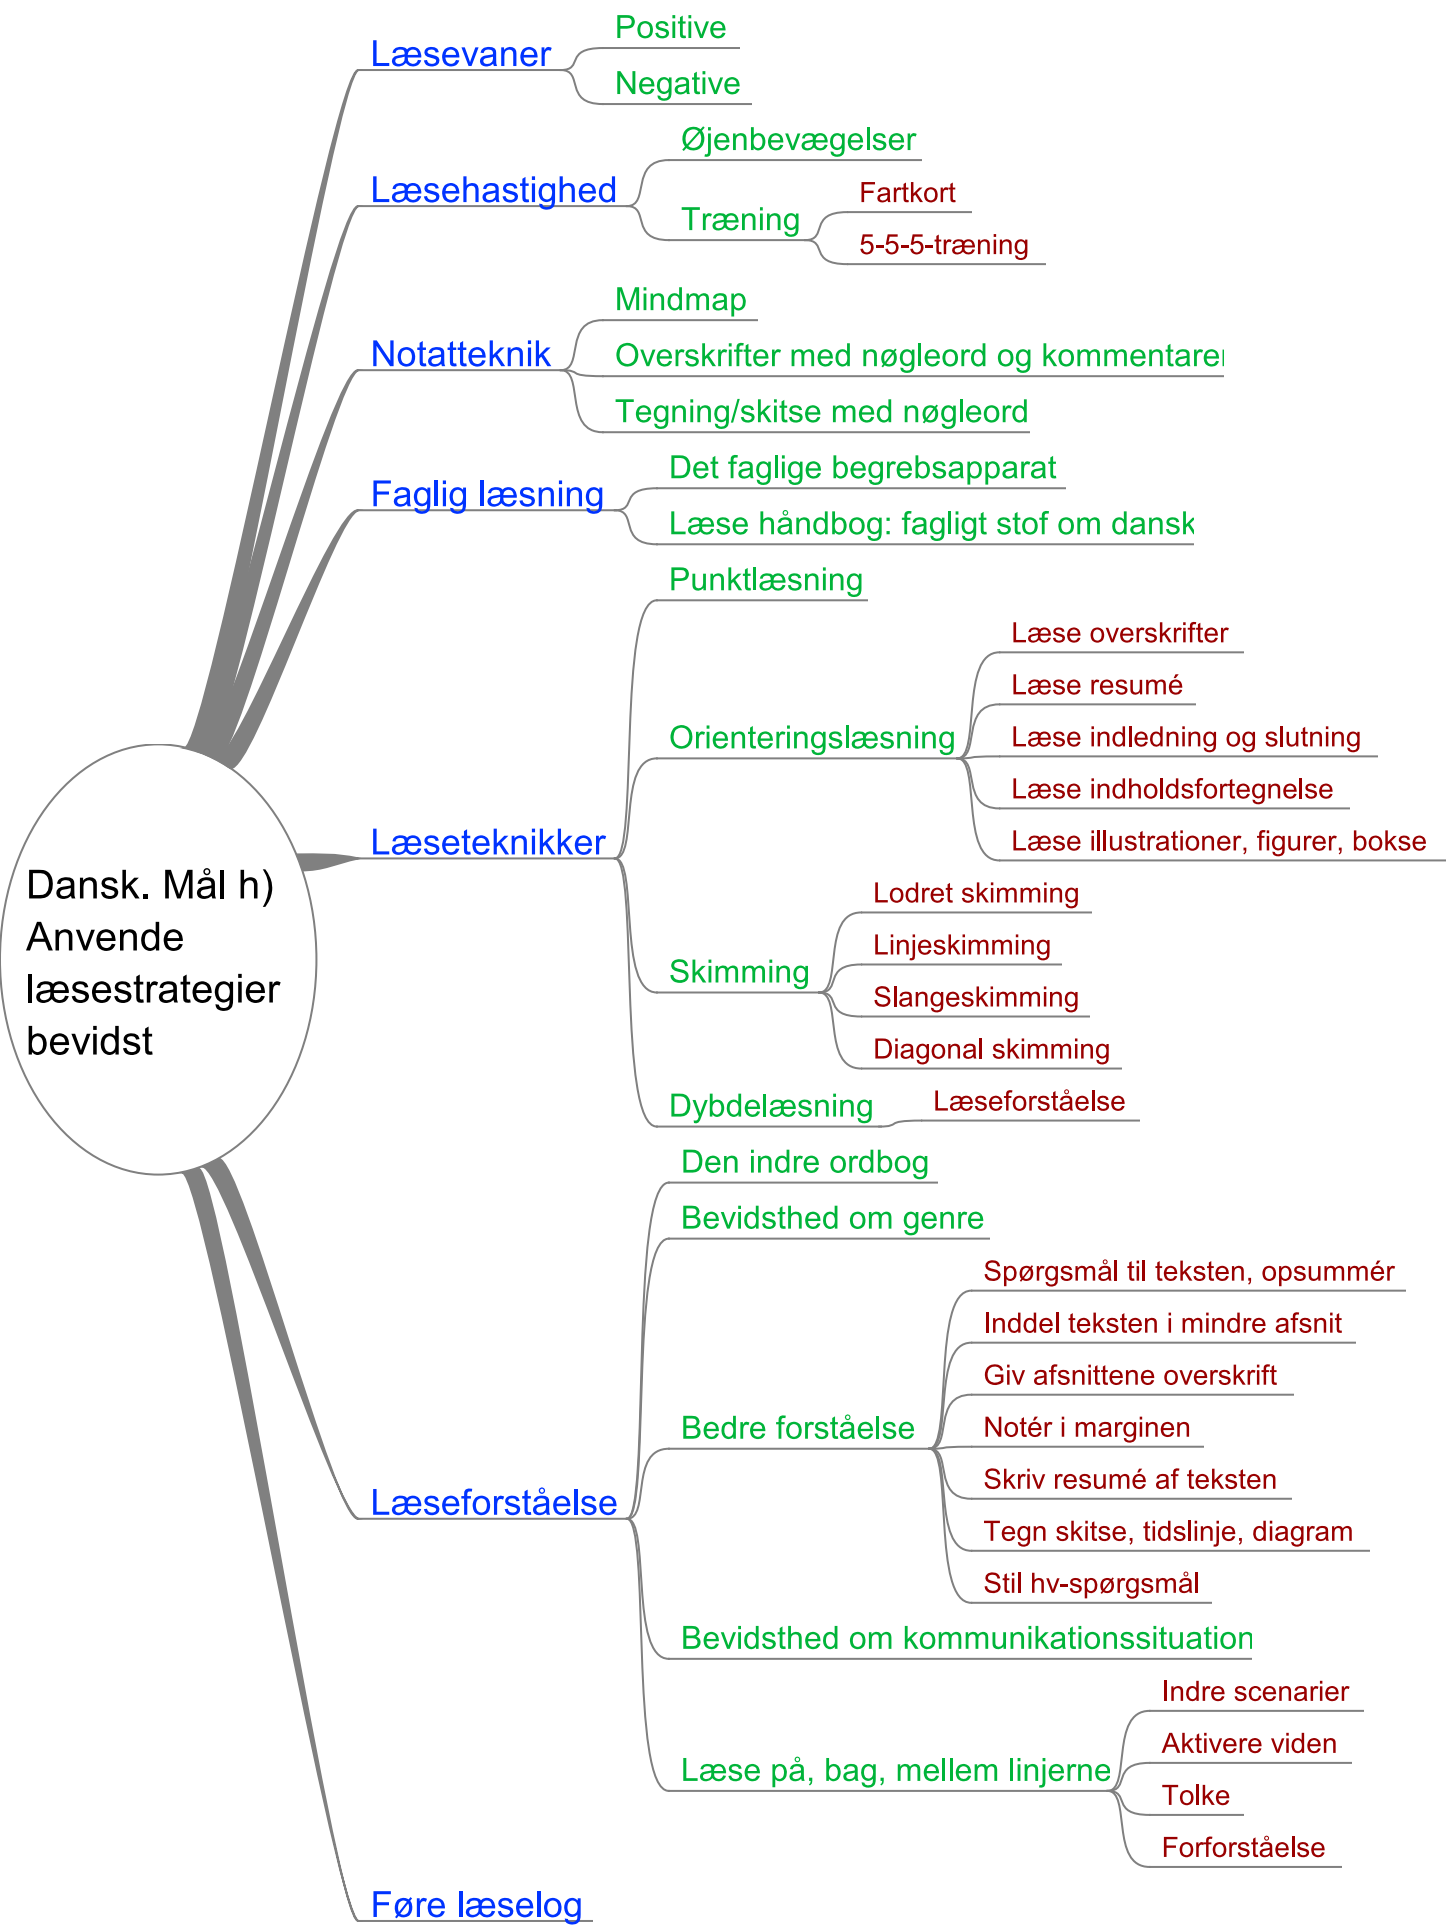 Positive
Læsevaner
Negative
Øjenbevægelser
Læsehastighed
Fartkort
Træning
5-5-5-træning
Mindmap
Notatteknik
Overskrifter med nøgleord og kommentarer
Tegning/skitse med nøgleord
Det faglige begrebsapparat
Faglig læsning
Læse håndbog: fagligt stof om dansk
Punktlæsning
Læse overskrifter
Læse resumé
Orienteringslæsning
Læse indledning og slutning
Læse indholdsfortegnelse
Læseteknikker
Læse illustrationer, figurer, bokse
Dansk. Mål h)
Anvende
læsestrategier
bevidst
Lodret skimming
Linjeskimming
Skimming
Slangeskimming
Diagonal skimming
Dybdelæsning
Læseforståelse
Den indre ordbog
Bevidsthed om genre
Spørgsmål til teksten, opsummér
Inddel teksten i mindre afsnit
Giv afsnittene overskrift
Bedre forståelse
Notér i marginen
Skriv resumé af teksten
Læseforståelse
Tegn skitse, tidslinje, diagram
Stil hv-spørgsmål
Bevidsthed om kommunikationssituation
Indre scenarier
Aktivere viden
Læse på, bag, mellem linjerne
Tolke
Forforståelse
Føre læselog